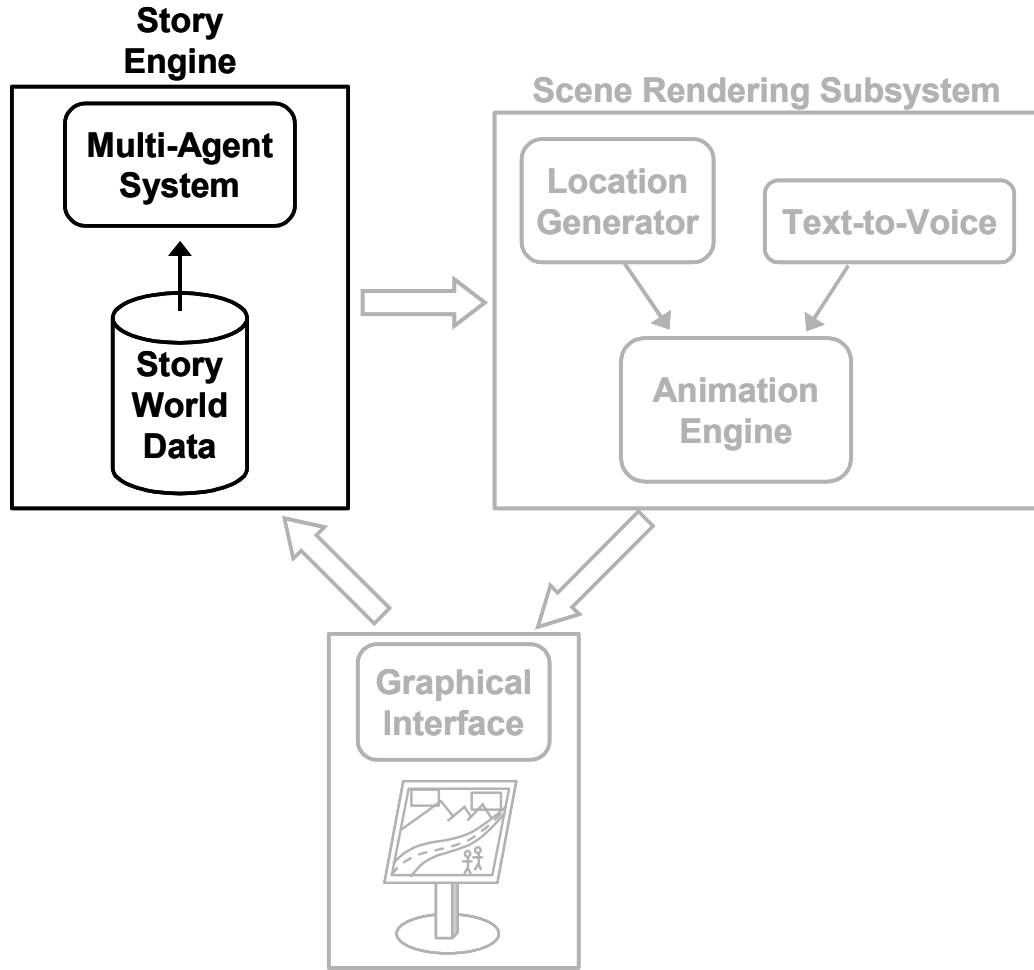 Story
Engine
Multi-Agent
System
Story
World
Data
Scene Rendering Subsystem
Location
Generator
Text-to-Voice
Animation
Engine
Graphical
Interface